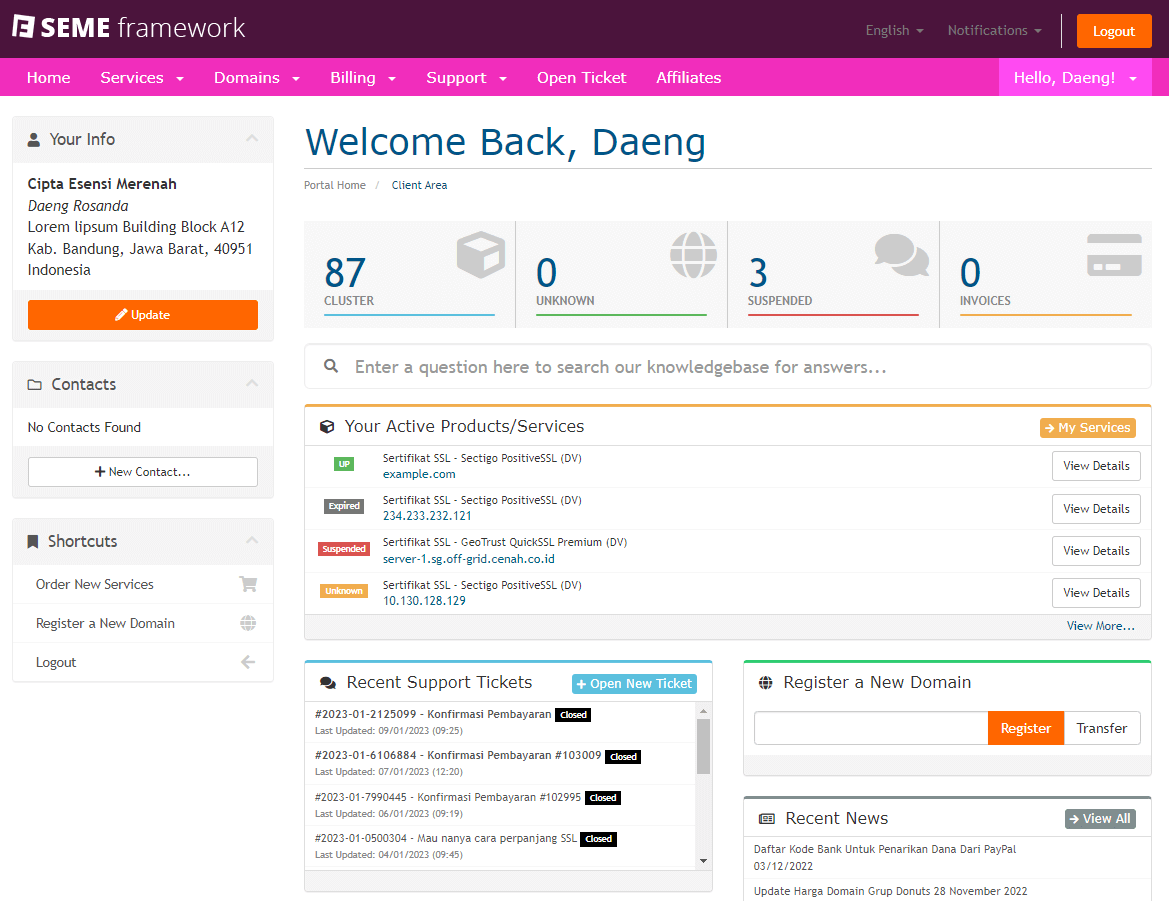 SEME framework
English
Notifications
Logout
Home
Services
Domains
Billing
Support
Open Ticket
Affiliates
Hello, Daeng!
Your Info
Cipta Esensi Merenah
Daeng Rosanda
Lorem Iipsum Building Block A12
Kab. Bandung, Jawa Barat, 40951
Indonesia
Update
Contacts
No Contacts Found
New Contact...
Shortcuts
Order New Services
Register a New Domain
Logout
Welcome Back, Daeng
Portal Home / Client Area
87
CLUSTER
0
UNKNOWN
3
SUSPENDED
0
INVOICES
Enter a question here to search our knowledgebase for answers...
Your Active Products/Services
My Services
UP
Sertifikat SSL - Sectigo PositiveSSL (DV)
example.com
View Details
Expired
Sertifikat SSL - Sectigo PositiveSSL (DV)
234.233.232.121
View Details
Suspended
Sertifikat SSL - GeoTrust QuickSSL Premium (DV)
server-1.sg.off-grid.cenah.co.id
View Details
Unknown
Sertifikat SSL - Sectigo PositiveSSL (DV)
10.130.128.129
View Details
View More...
Recent Support Tickets
Open New Ticket
#2023-01-2125099 - Konfirmasi Pembayaran Closed
Last Updated: 09/01/2023 (09:25)
#2023-01-6106884 - Konfirmasi Pembayaran #103009 Closed
Last Updated: 07/01/2023 (12:20)
#2023-01-7990445 - Konfirmasi Pembayaran #102995 Closed
Last Updated: 06/01/2023 (09:19)
#2023-01-0500304 - Mau nanya cara perpanjang SSL Closed
Last Updated: 04/01/2023 (09:45)
Register a New Domain
Register
Transfer
Recent News
View All
Daftar Kode Bank Untuk Penarikan Dana Dari PayPal
03/12/2022
Update Harga Domain Grup Donuts 28 November 2022